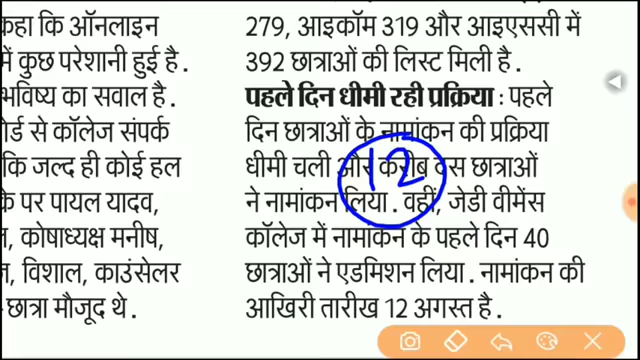 कहा कि ऑनलाइन
में कुछ परेशानी हुई है.
भविष्य का सवाल है.
र्ड से कॉलेज संपर्क
कि जल्द ही कोई हल
के पर पायल यादव,
कोषाध्यक्ष मनीष,
विशाल, काउंसेलर
छात्रा मौजूद थे.
279, आइकॉम 319 और आइएससी में
392 छात्राओं की लिस्ट मिली है.
पहले दिन धीमी रही प्रक्रिया : पहले
दिन छात्राओं के नामांकन की प्रक्रिया
धीमी चली और करीब दस छात्राओं
ने नामांकन लिया. वहीं, जेडी वीमेंस
कॉलेज में नामांकन के पहले दिन 40
छात्राओं ने एडमिशन लिया. नामांकन की
आखिरी तारीख 12 अगस्त है.
12